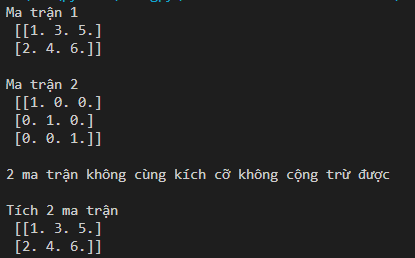 Ma trận 1
[[1. 3. 5.]
[2. 4. 6.]]
Ma trận 2
[[1. 0. 0.]
[0. 1. 0.]
[0. 0. 1.]]
2 ma trận không cùng kích cỡ không cộng trừ được
Tích 2 ma trận
[[1. 3. 5.]
[2. 4. 6.]]